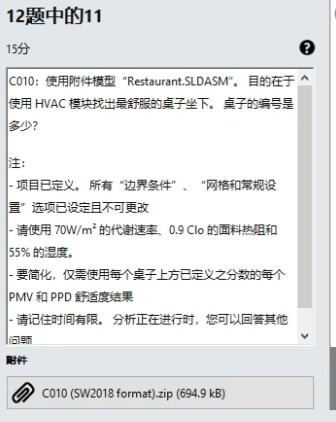 12题中的11
15分
C010：使用附件模型“Restaurant.SLDASM”。 目的在于
使用 HVAC 模块找出最舒服的桌子坐下。 桌子的编号是
多少？
注：
- 项目已定义。 所有“边界条件”、 “网格和常规设
置”选项已设定且不可更改
- 请使用 70W/m² 的代谢速率、0.9 Clo 的面料热阻和
55% 的湿度。
- 要简化，仅需使用每个桌子上方已定义之分数的每个
PMV 和 PPD 舒适度结果
- 请记住时间有限。 分析正在进行时，您可以回答其他
问题
附件
C010 (SW2018 format).zip (694.9 kB)